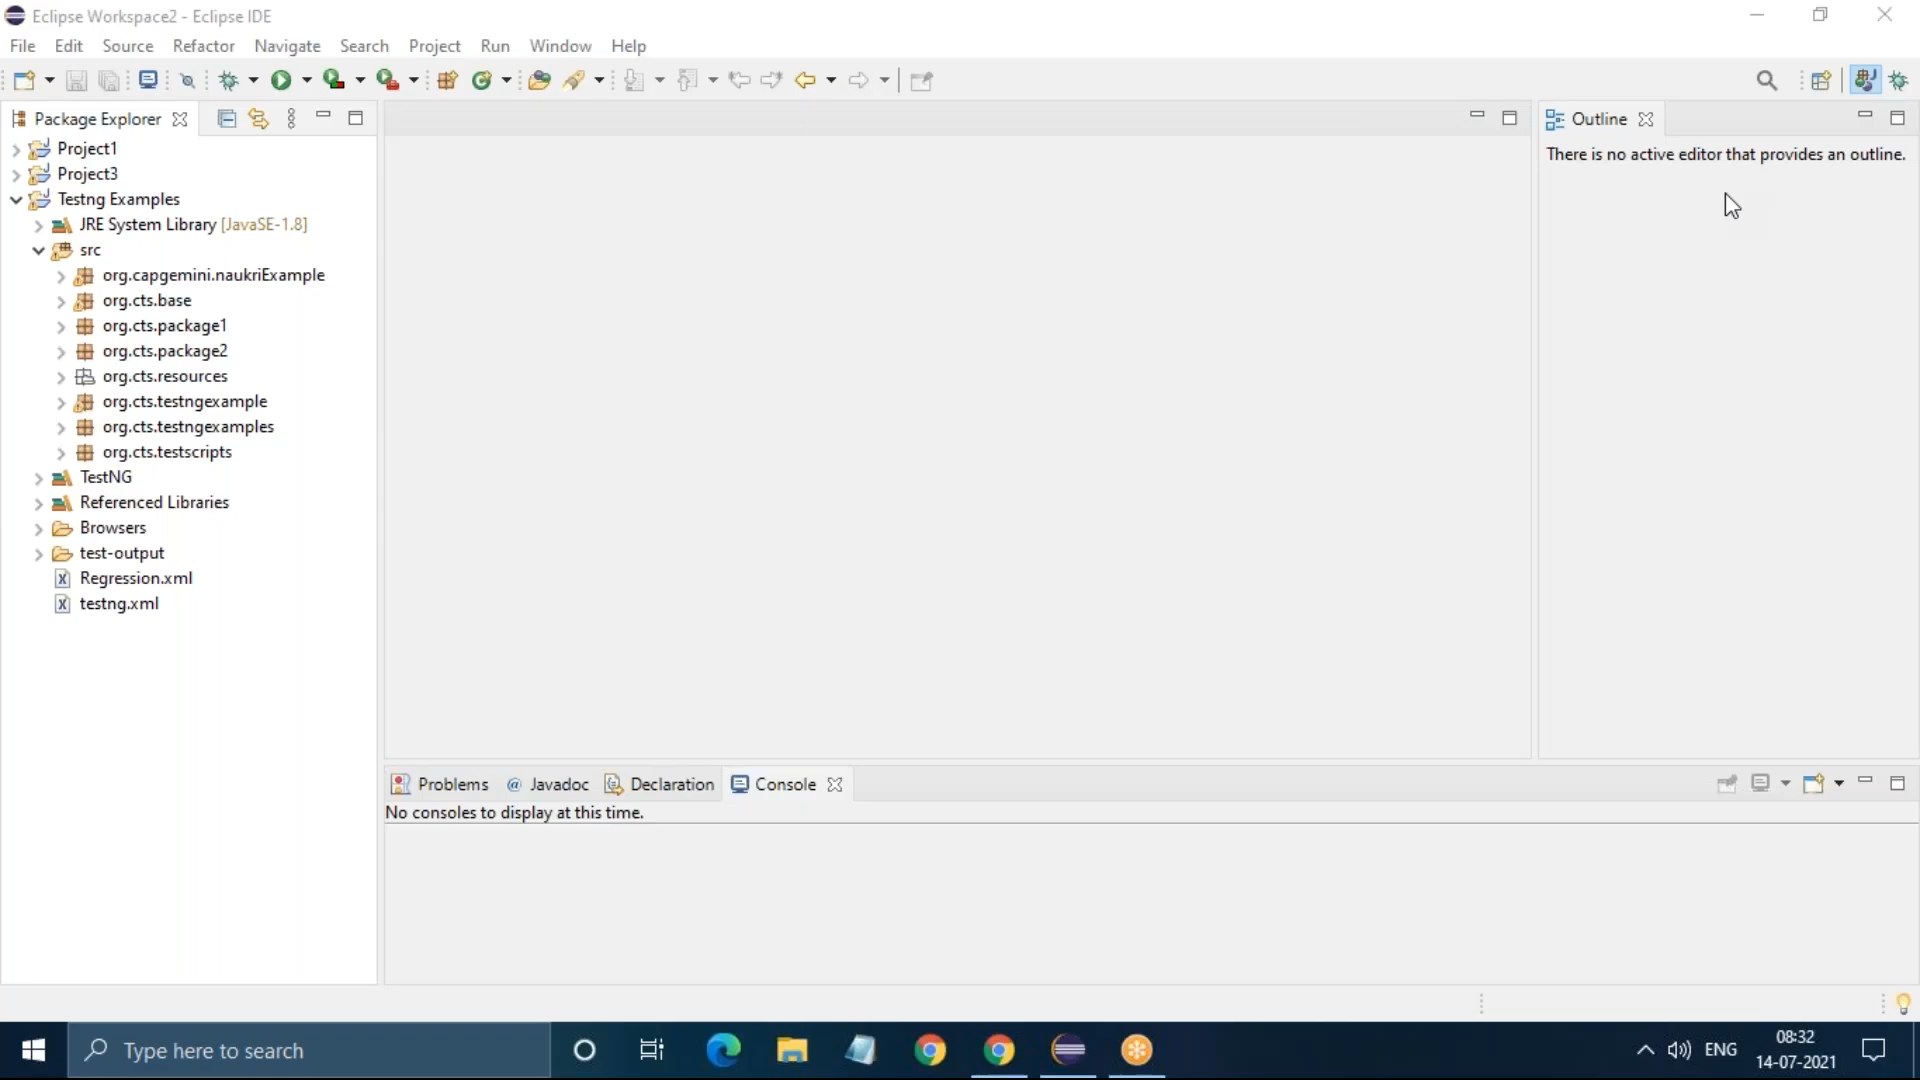 Eclipse Workspace2 - Eclipse IDE
File Edit Source Refactor Navigate Search Project Run Window Help
Package Explorer
Project1
Project3
Testng Examples
JRE System Library [JavaSE-1.8]
src
org.capgemini.naukriExample
org.cts.base
org.cts.package1
org.cts.package2
org.cts.resources
org.cts.testngexample
org.cts.testngexamples
org.cts.testscripts
TestNG
Referenced Libraries
Browsers
test-output
Regression.xml
testng.xml
Outline
There is no active editor that provides an outline.
Problems @ Javadoc Declaration Console
No consoles to display at this time.
Type here to search
ENG
08:32
14-07-2021